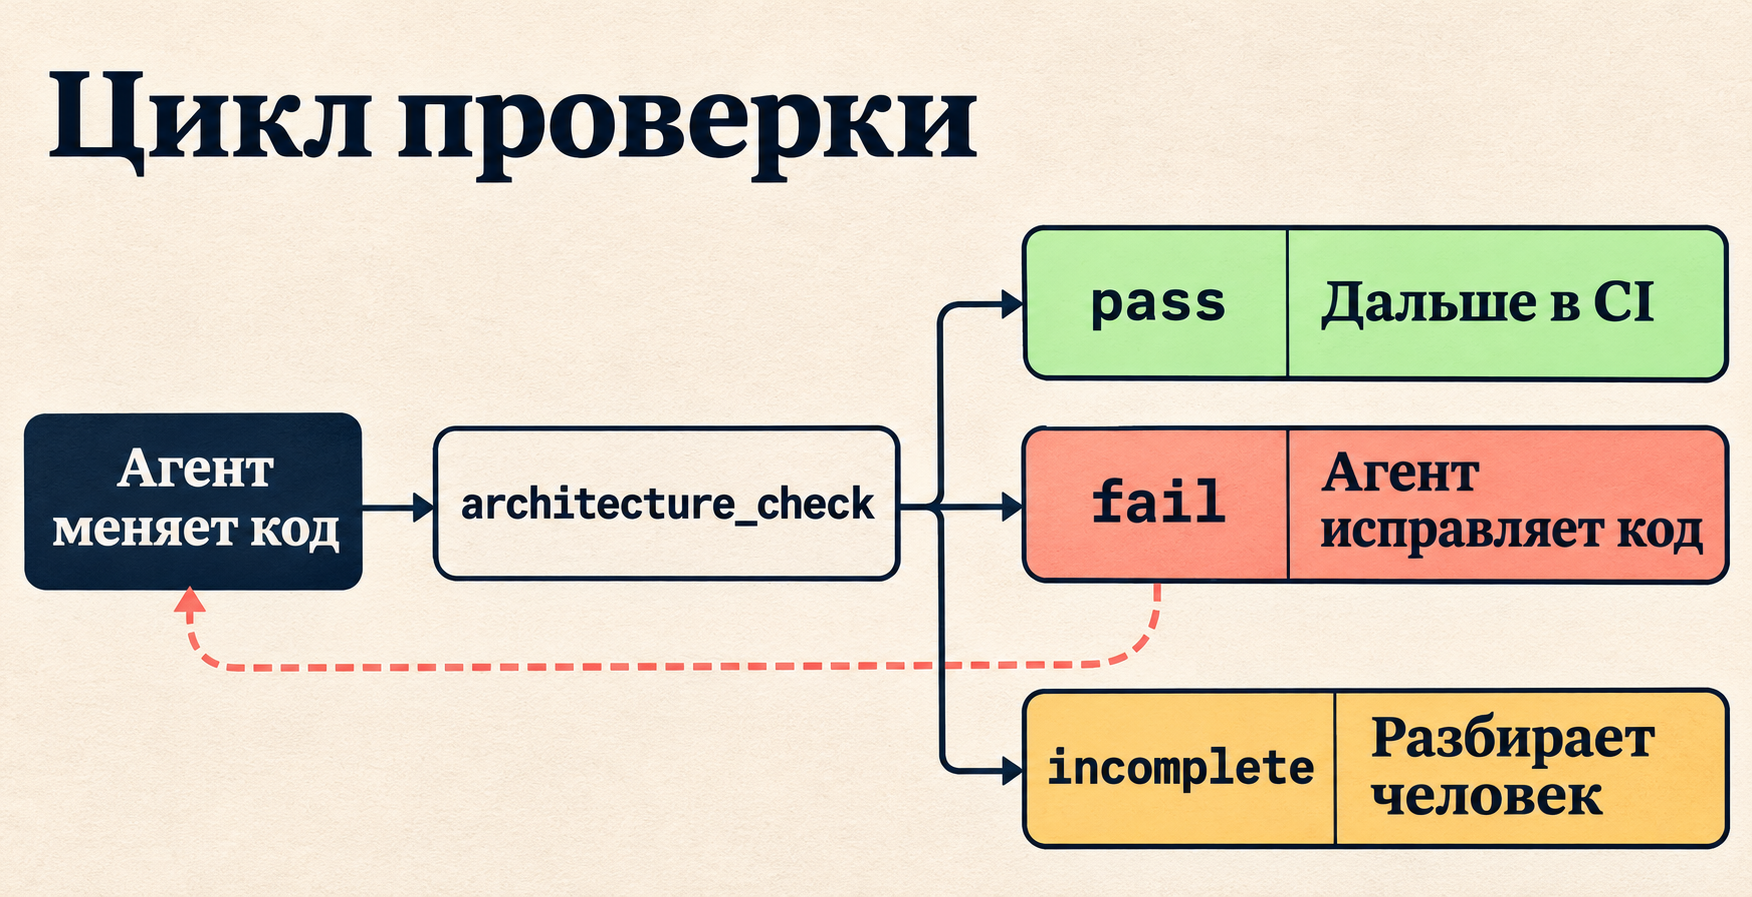 Цикл проверки
Агент
меняет код
architecture_check
pass
Дальше в CI
fail
Агент
исправляет код
incomplete
Разбирает
человек